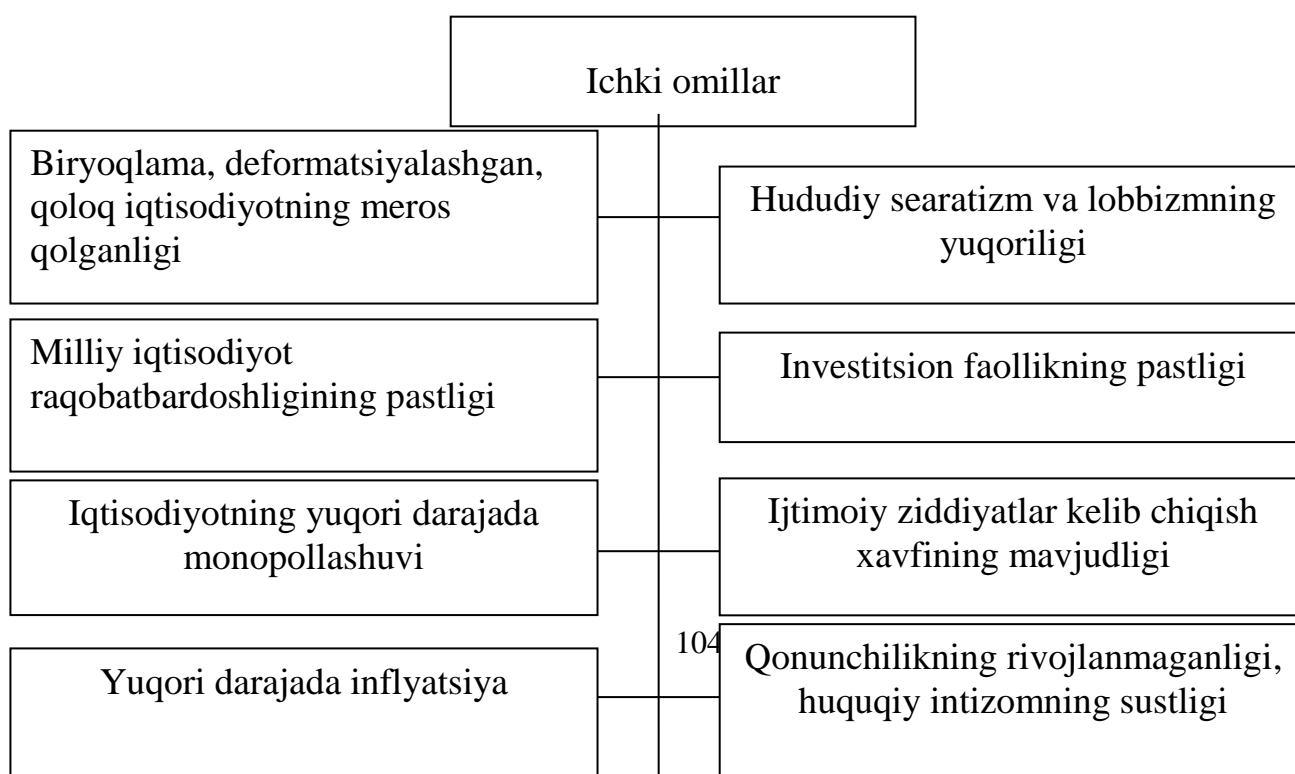 Ichki omillar
Biryoqlama, deformatsiyalashgan,
qoloq iqtisodiyotning meros
qolganligi
Hududiy searatizm va lobbizmning
yuqoriligi
Milliy iqtisodiyot
raqobatbardoshligining pastligi
Investitsion faollikning pastligi
Iqtisodiyotning yuqori darajada
monopollashuvi
Ijtimoiy ziddiyatlar kelib chiqish
xavfining mavjudligi
104
Yuqori darajada inflyatsiya
Qonunchilikning rivojlanmaganligi,
huquqiy intizomning sustligi